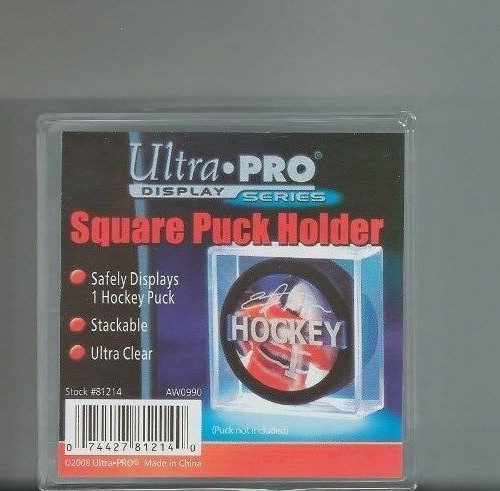 Ultra•PRO®
DISPLAY SERIES
Square Puck Holder
Safely Displays
1 Hockey Puck
Stackable
Ultra Clear
HOCKEY
Stock #81214 AW0990
(Puck not included)
0 74427 81214 0
©2008 Ultra•PRO® Made in China